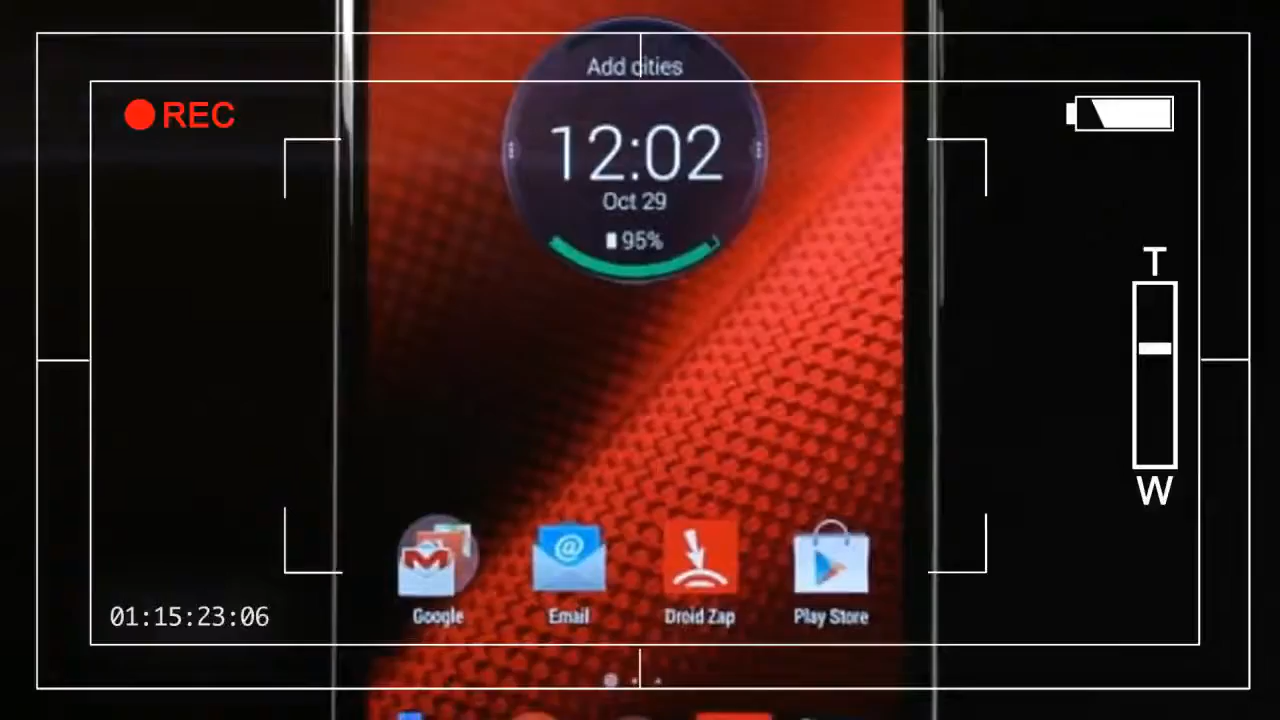 Add cities
REC
12:02
Oct 29
95%
T
W
Google
Email
Droid Zap
Play Store
01:15:23:06